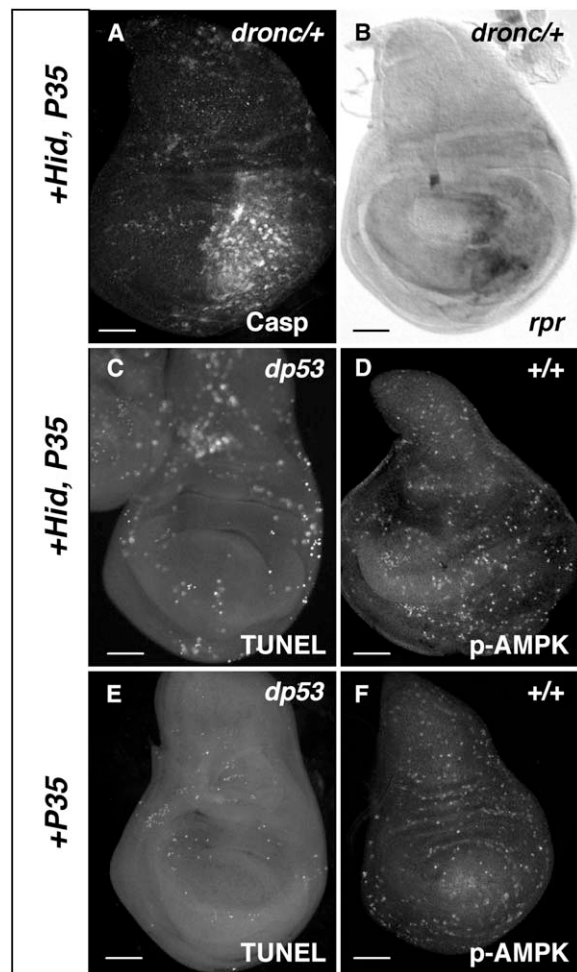 A dronc/+
B dronc/+
+Hid, P35
Casp
rpr
C dp53
D +/+
+Hid, P35
TUNEL
p-AMPK
E dp53
F +/+
+P35
TUNEL
p-AMPK